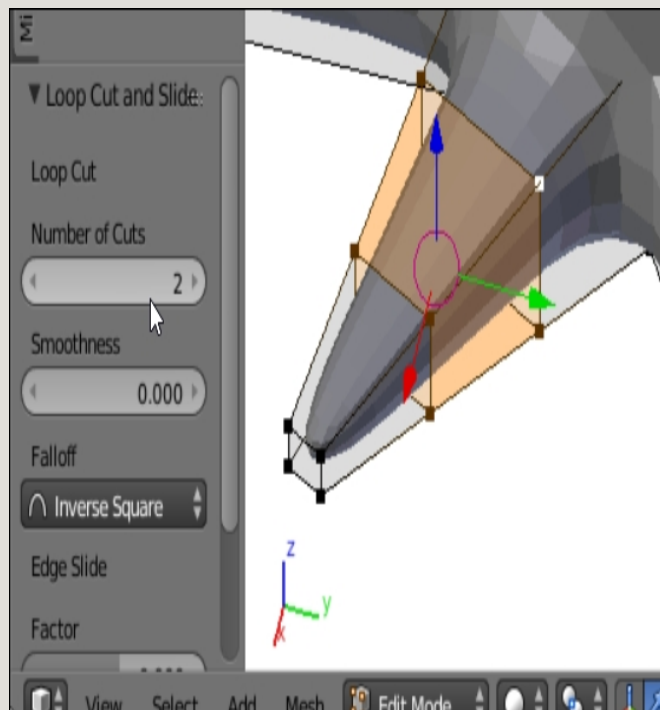 Mi
Loop Cut and Slide
Loop Cut
Number of Cuts
2
Smoothness
0.000
Falloff
Inverse Square
Edge Slide
Factor
z
y
x
View Select Add Mesh Edit Mode